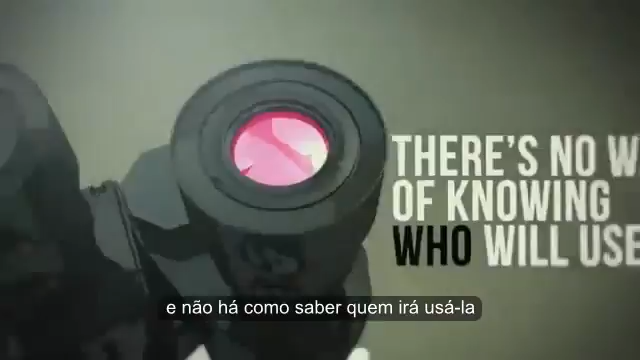 THERE'S NO
OF KNOWING
WHO WILL USE
e não há como saber quem irá usá-la